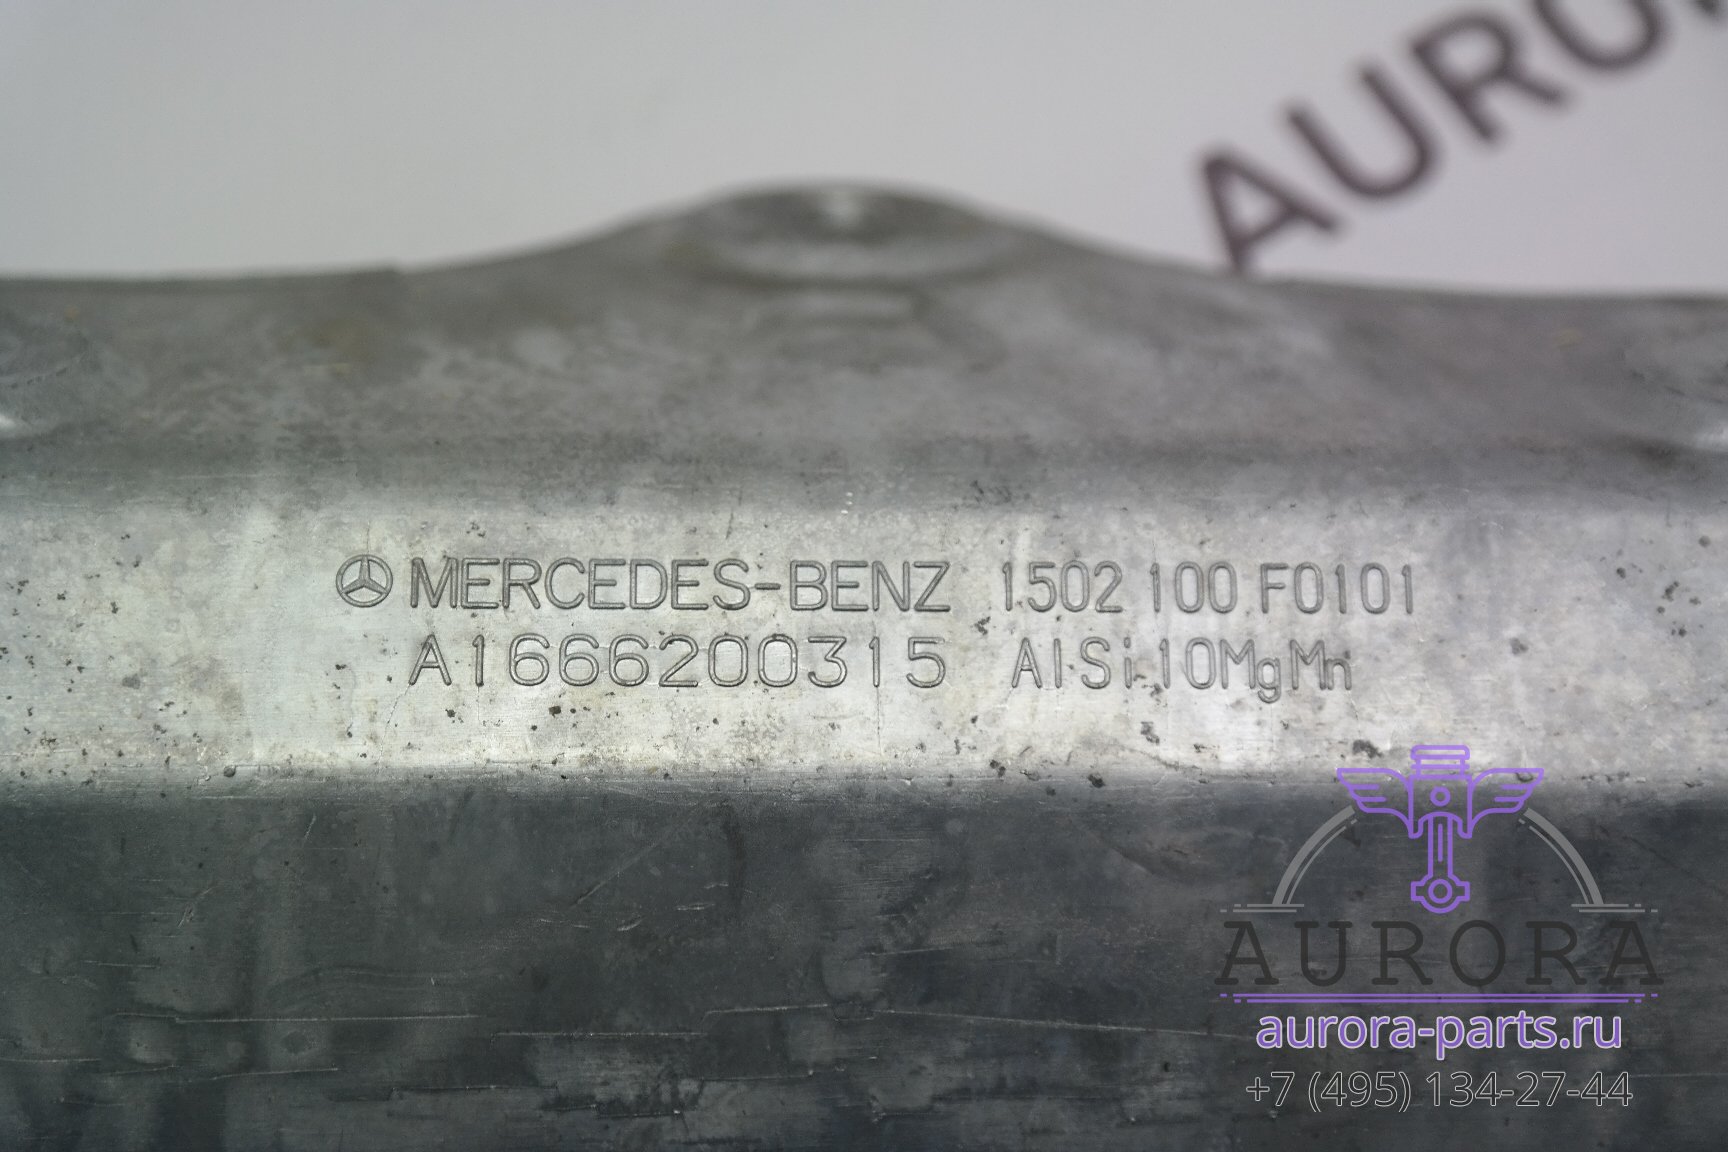 AURO
MERCEDES-BENZ 1502 100 F0101
A1666200315 AlSi10MgMn
AURORA
aurora-parts.ru
+7 (495) 134-27-44